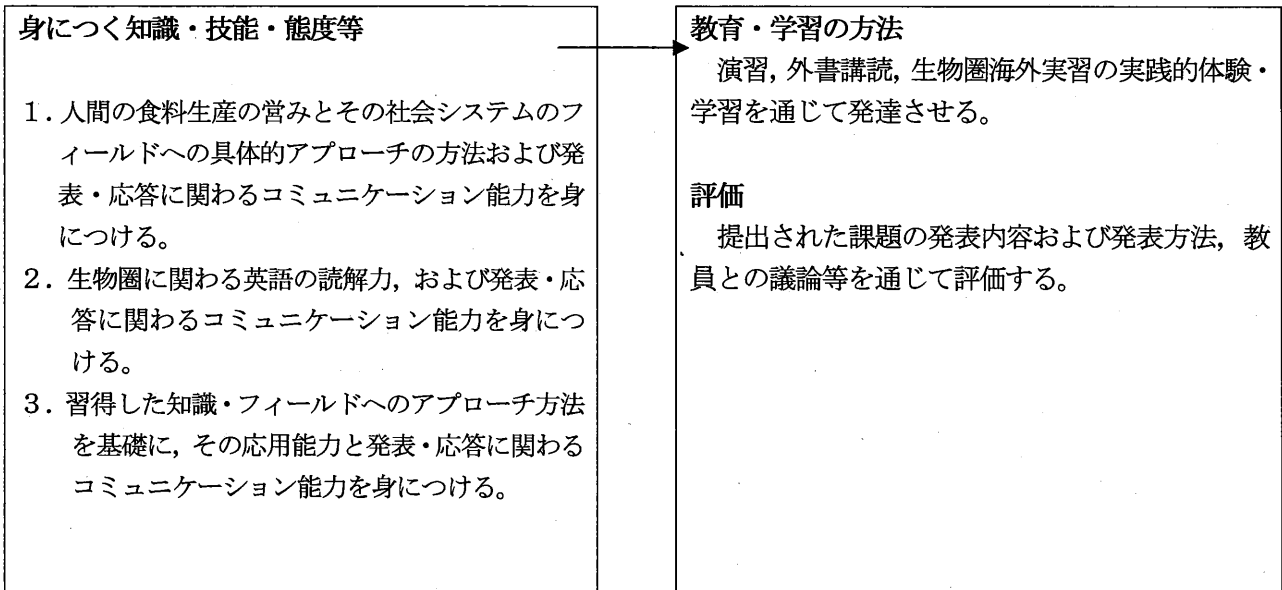 身につく知識・技能・態度等
1. 人間の食料生産の営みとその社会システムのフ
ィールドへの具体的アプローチの方法および発
表・応答に関わるコミュニケーション能力を身
につける。
2. 生物圏に関わる英語の読解力, および発表・応
答に関わるコミュニケーション能力を身につ
ける。
3. 習得した知識・フィールドへのアプローチ方法
を基礎に, その応用能力と発表・応答に関わる
コミュニケーション能力を身につける。
教育・学習の方法
演習, 外書講読, 生物圏海外実習の実践的体験・
学習を通じて発達させる。
評価
提出された課題の発表内容および発表方法, 教
員との議論等を通じて評価する。